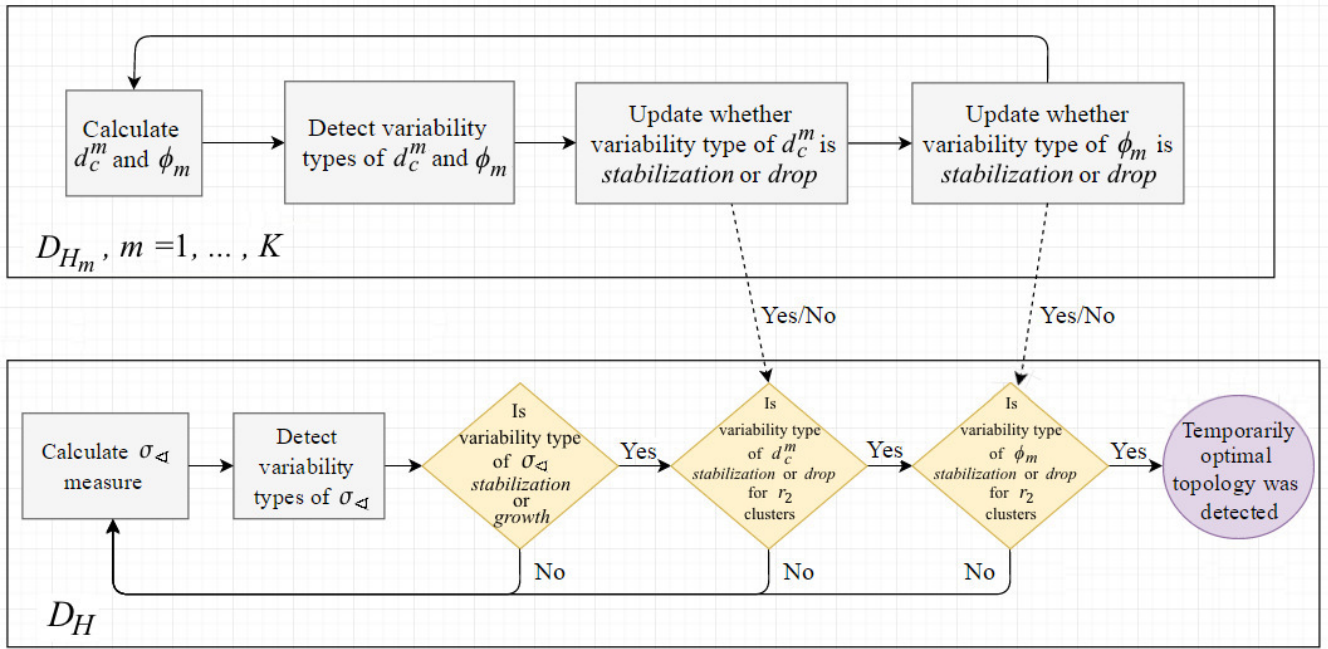 Calculate
d_c^m and ϕ_m
Detect variability
types of d_c^m and ϕ_m
Update whether
variability type of d_c^m is
stabilization or drop
Update whether
variability type of ϕ_m is
stabilization or drop
D_{H_m}, m =1, ... , K
Yes/No
Yes/No
Calculate σ_⊲
measure
Detect
variability
types of σ_⊲
Is
variability type
of σ_⊲
stabilization
or
growth
Yes
Is
variability type
of d_c^m
stabilization or drop
for r_2
clusters
Yes
Is
variability type
of ϕ_m
stabilization or drop
for r_2
clusters
Yes
Temporarily
optimal
topology was
detected
No
No
No
D_H